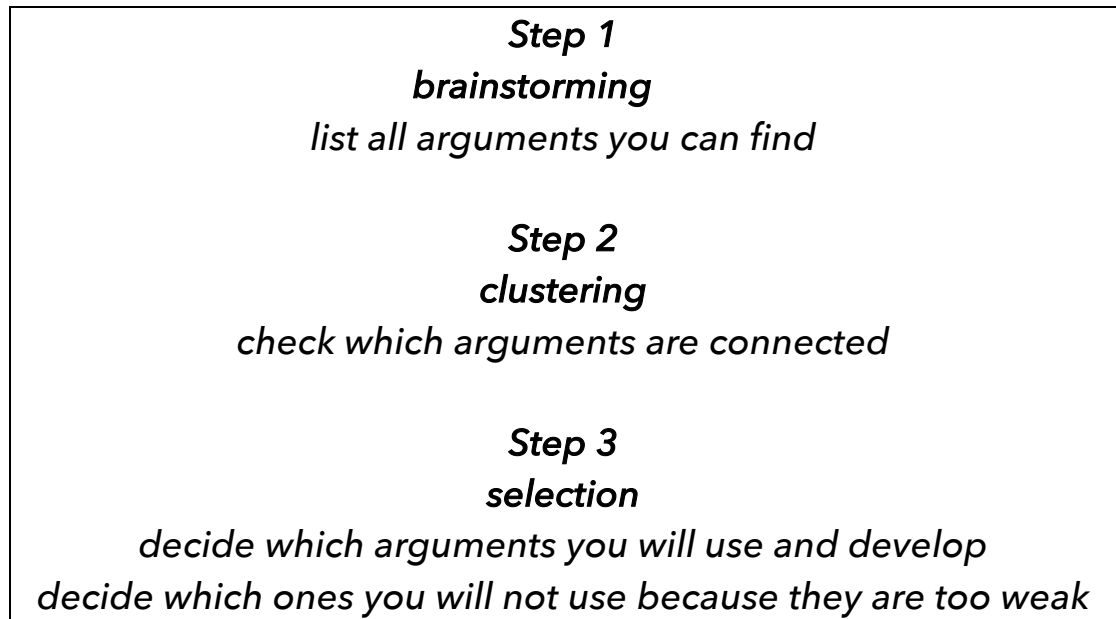 Step 1
brainstorming
list all arguments you can find
Step 2
clustering
check which arguments are connected
Step 3
selection
decide which arguments you will use and develop
decide which ones you will not use because they are too weak